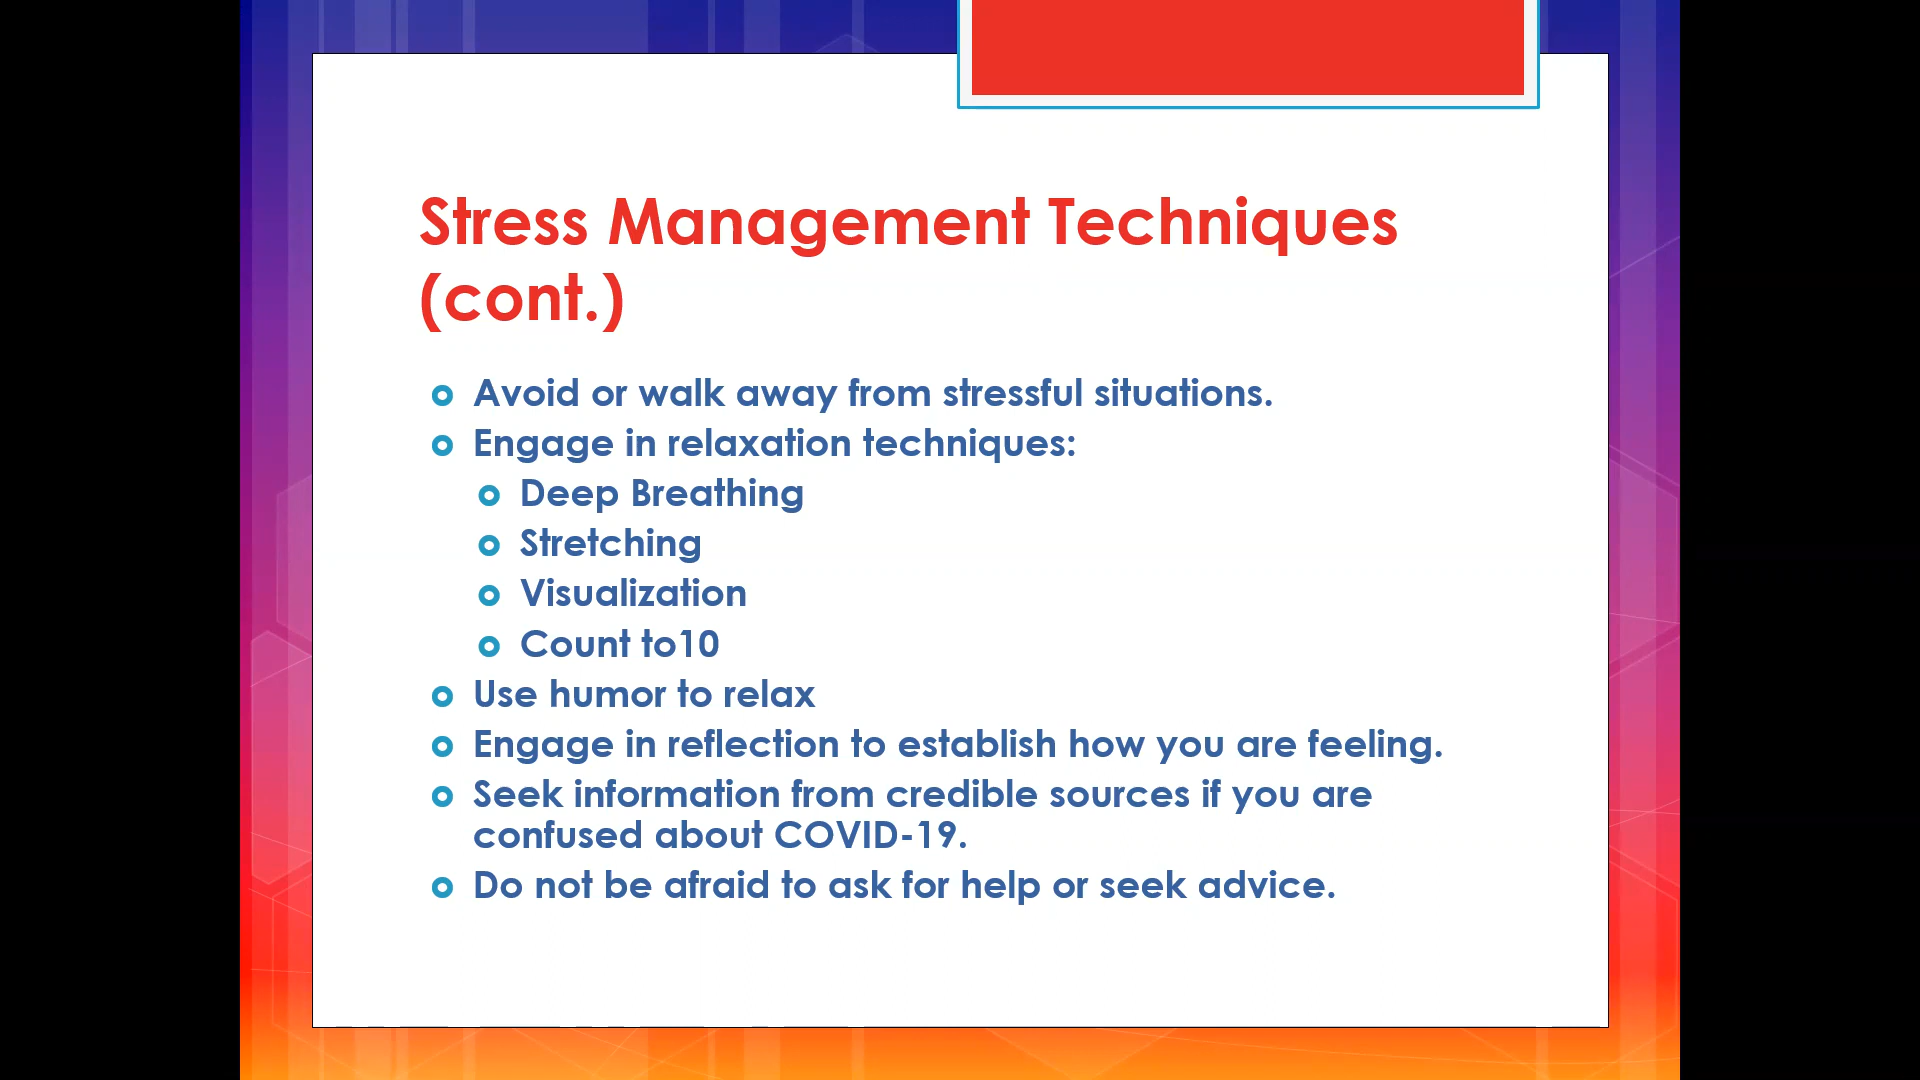 Stress Management Techniques
(cont.)
Avoid or walk away from stressful situations.
Engage in relaxation techniques:
Deep Breathing
Stretching
Visualization
Count to10
Use humor to relax
Engage in reflection to establish how you are feeling.
Seek information from credible sources if you are
confused about COVID-19.
Do not be afraid to ask for help or seek advice.